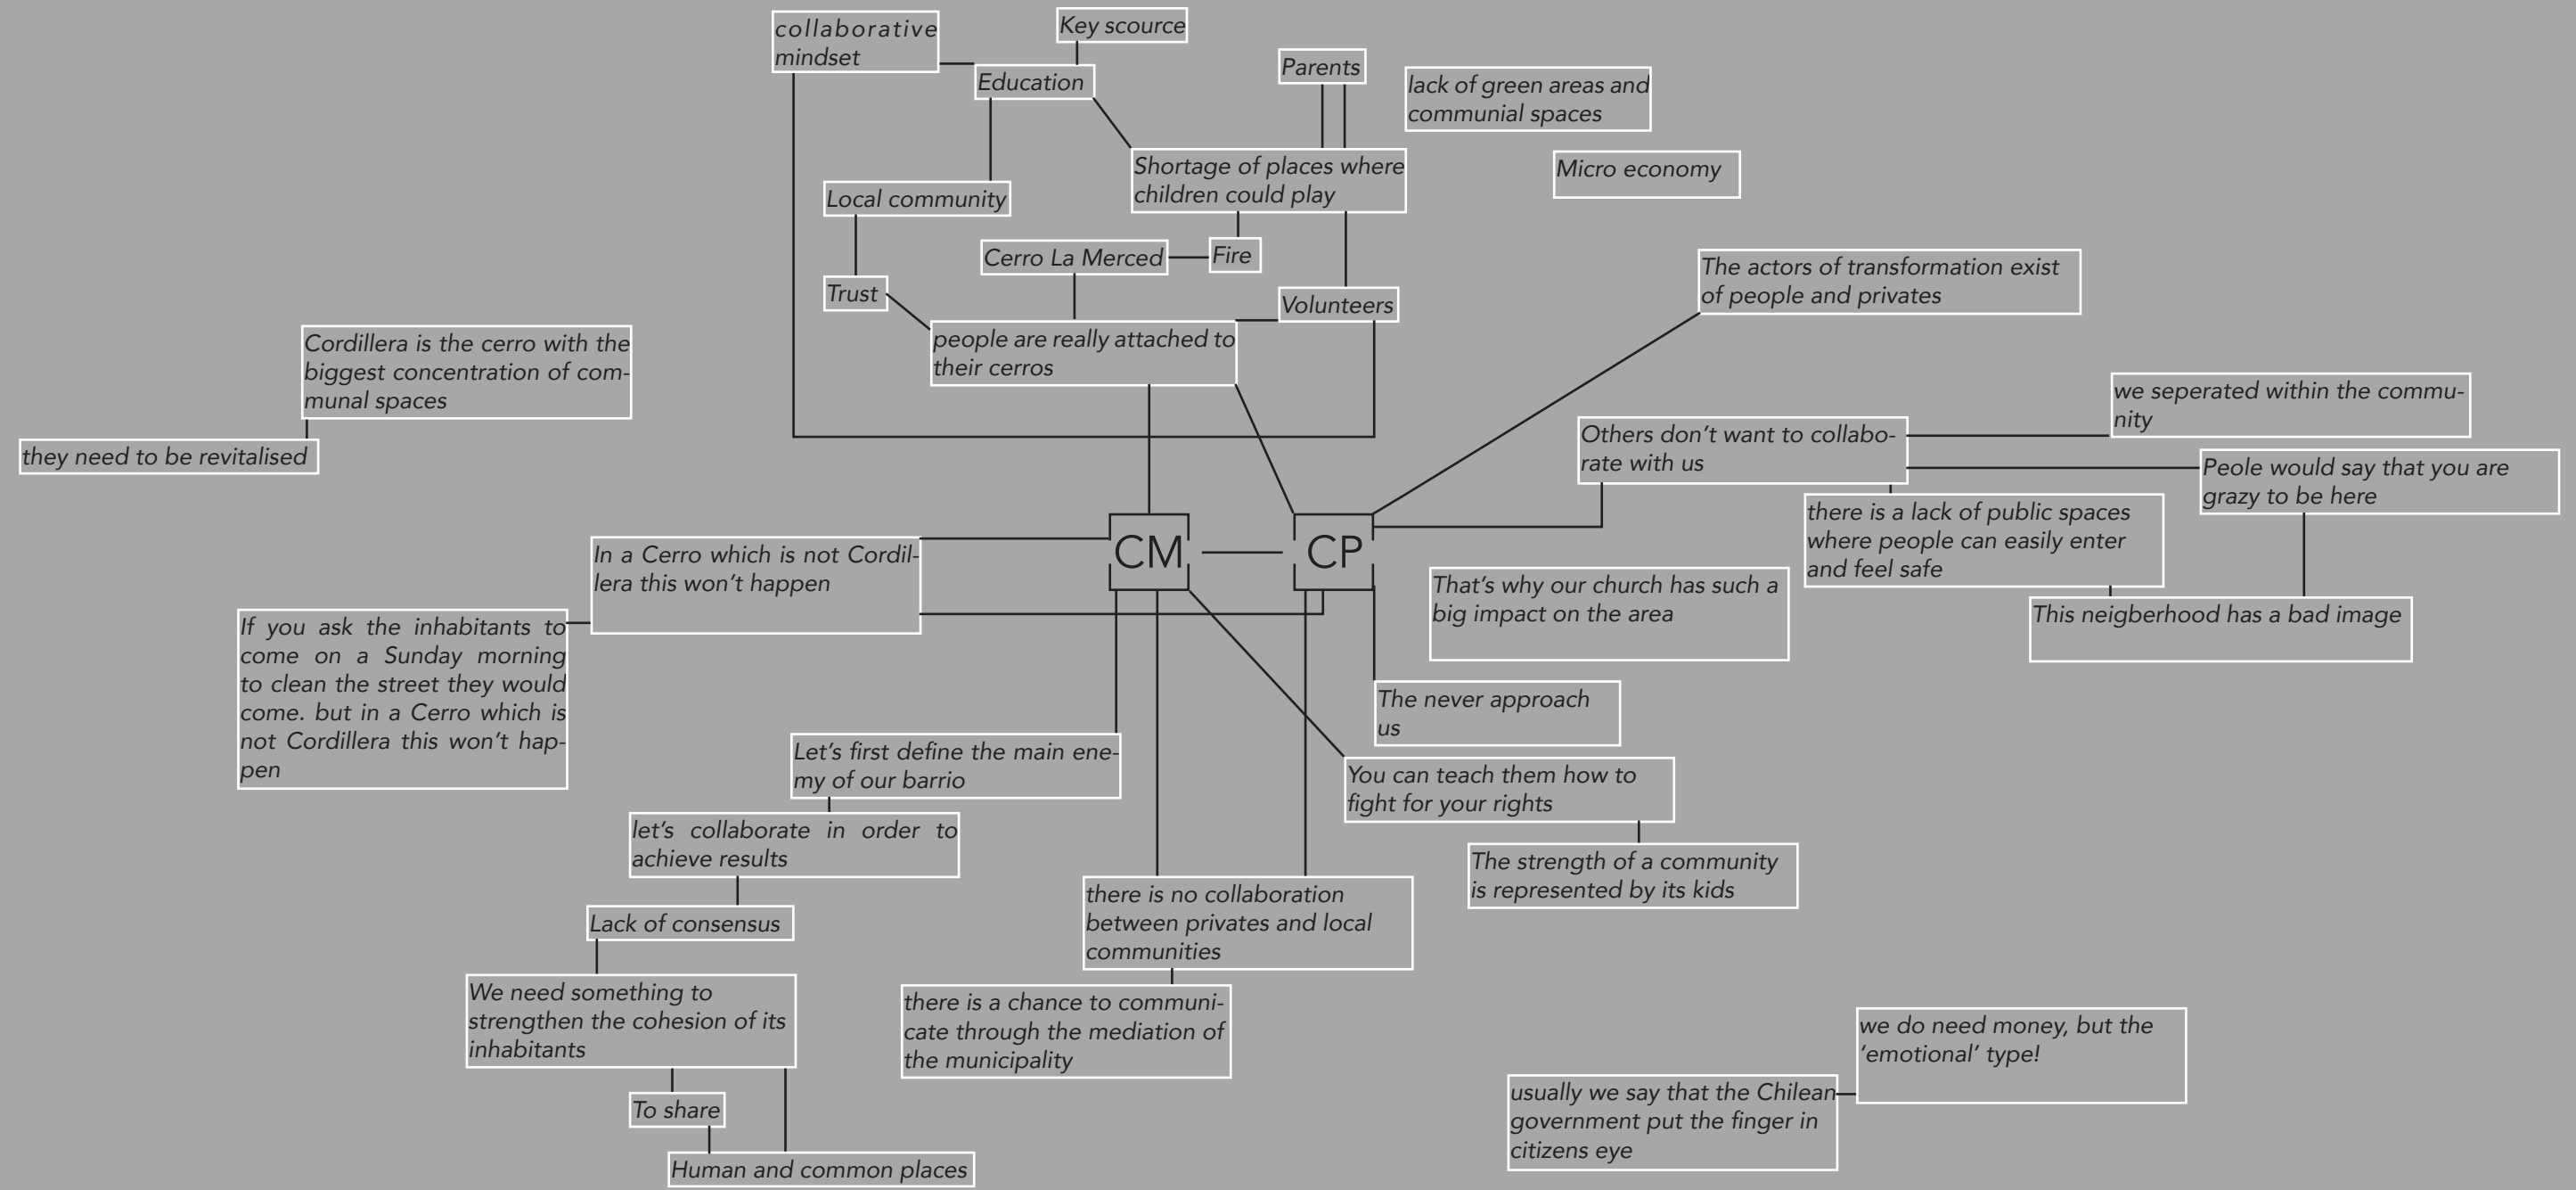 collaborative
mindset
Key scource
Education
Parents
lack of green areas and
communial spaces
Shortage of places where
children could play
Micro economy
Local community
Cerro La Merced
Fire
Trust
Volunteers
people are really attached to
their cerros
The actors of transformation exist
of people and privates
Cordillera is the cerro with the
biggest concentration of com-
munal spaces
they need to be revitalised
we seperated within the commu-
nity
Others don't want to collabo-
rate with us
Peole would say that you are
grazy to be here
there is a lack of public spaces
where people can easily enter
and feel safe
This neigberhood has a bad image
CM
CP
In a Cerro which is not Cordil-
lera this won't happen
That's why our church has such a
big impact on the area
If you ask the inhabitants to
come on a Sunday morning
to clean the street they would
come. but in a Cerro which is
not Cordillera this won't hap-
pen
The never approach
us
Let's first define the main ene-
my of our barrio
You can teach them how to
fight for your rights
let's collaborate in order to
achieve results
The strength of a community
is represented by its kids
Lack of consensus
there is no collaboration
between privates and local
communities
We need something to
strengthen the cohesion of its
inhabitants
there is a chance to communi-
cate through the mediation of
the municipality
we do need money, but the
'emotional' type!
usually we say that the Chilean
government put the finger in
citizens eye
To share
Human and common places